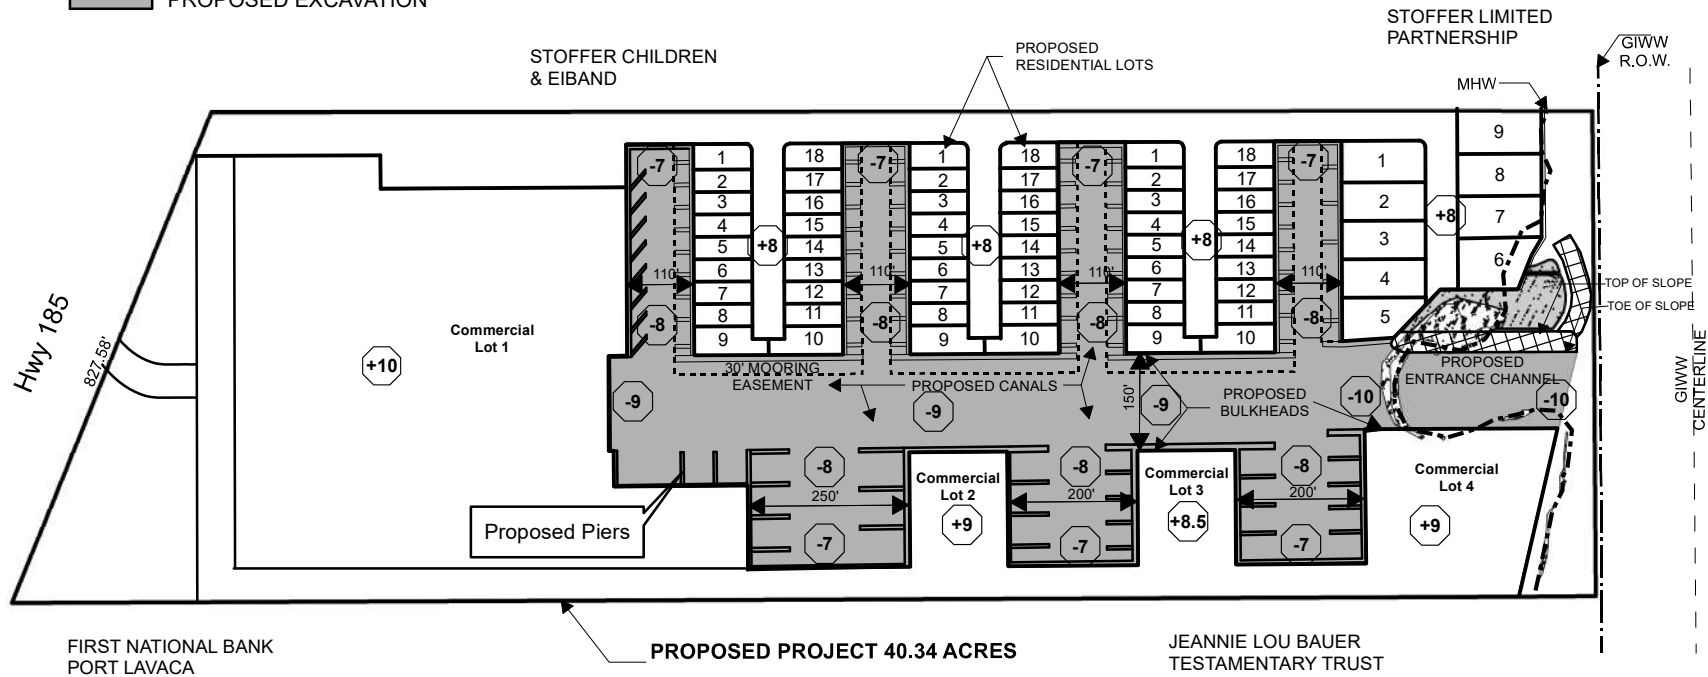 PROPOSED EXCAVATION
STOFFER LIMITED
PARTNERSHIP
GIWW
R.O.W.
STOFFER CHILDREN
& EIBAND
PROPOSED
RESIDENTIAL LOTS
MHW
-7
1
2
3
4
5
6
7
8
9
+8
18
17
16
15
14
13
12
11
10
-7
1
2
3
4
5
6
7
8
9
+8
18
17
16
15
14
13
12
11
10
-7
1
2
3
4
5
6
7
8
9
+8
18
17
16
15
14
13
12
11
10
-7
1
2
3
4
5
+8
9
8
7
6
110'
110'
110'
110'
-8
-8
-8
-8
TOP OF SLOPE
TOE OF SLOPE
Hwy 185
827.58'
Commercial
Lot 1
+10
30' MOORING
EASEMENT
PROPOSED CANALS
150'
PROPOSED
BULKHEADS
PROPOSED
ENTRANCE CHANNEL
-9
-9
-9
-10
-10
GIWW
CENTERLINE
-8
250'
-7
Commercial
Lot 2
+9
-8
200'
-7
Commercial
Lot 3
+8.5
-8
200'
-7
Commercial
Lot 4
+9
Proposed Piers
FIRST NATIONAL BANK
PORT LAVACA
PROPOSED PROJECT 40.34 ACRES
JEANNIE LOU BAUER
TESTAMENTARY TRUST